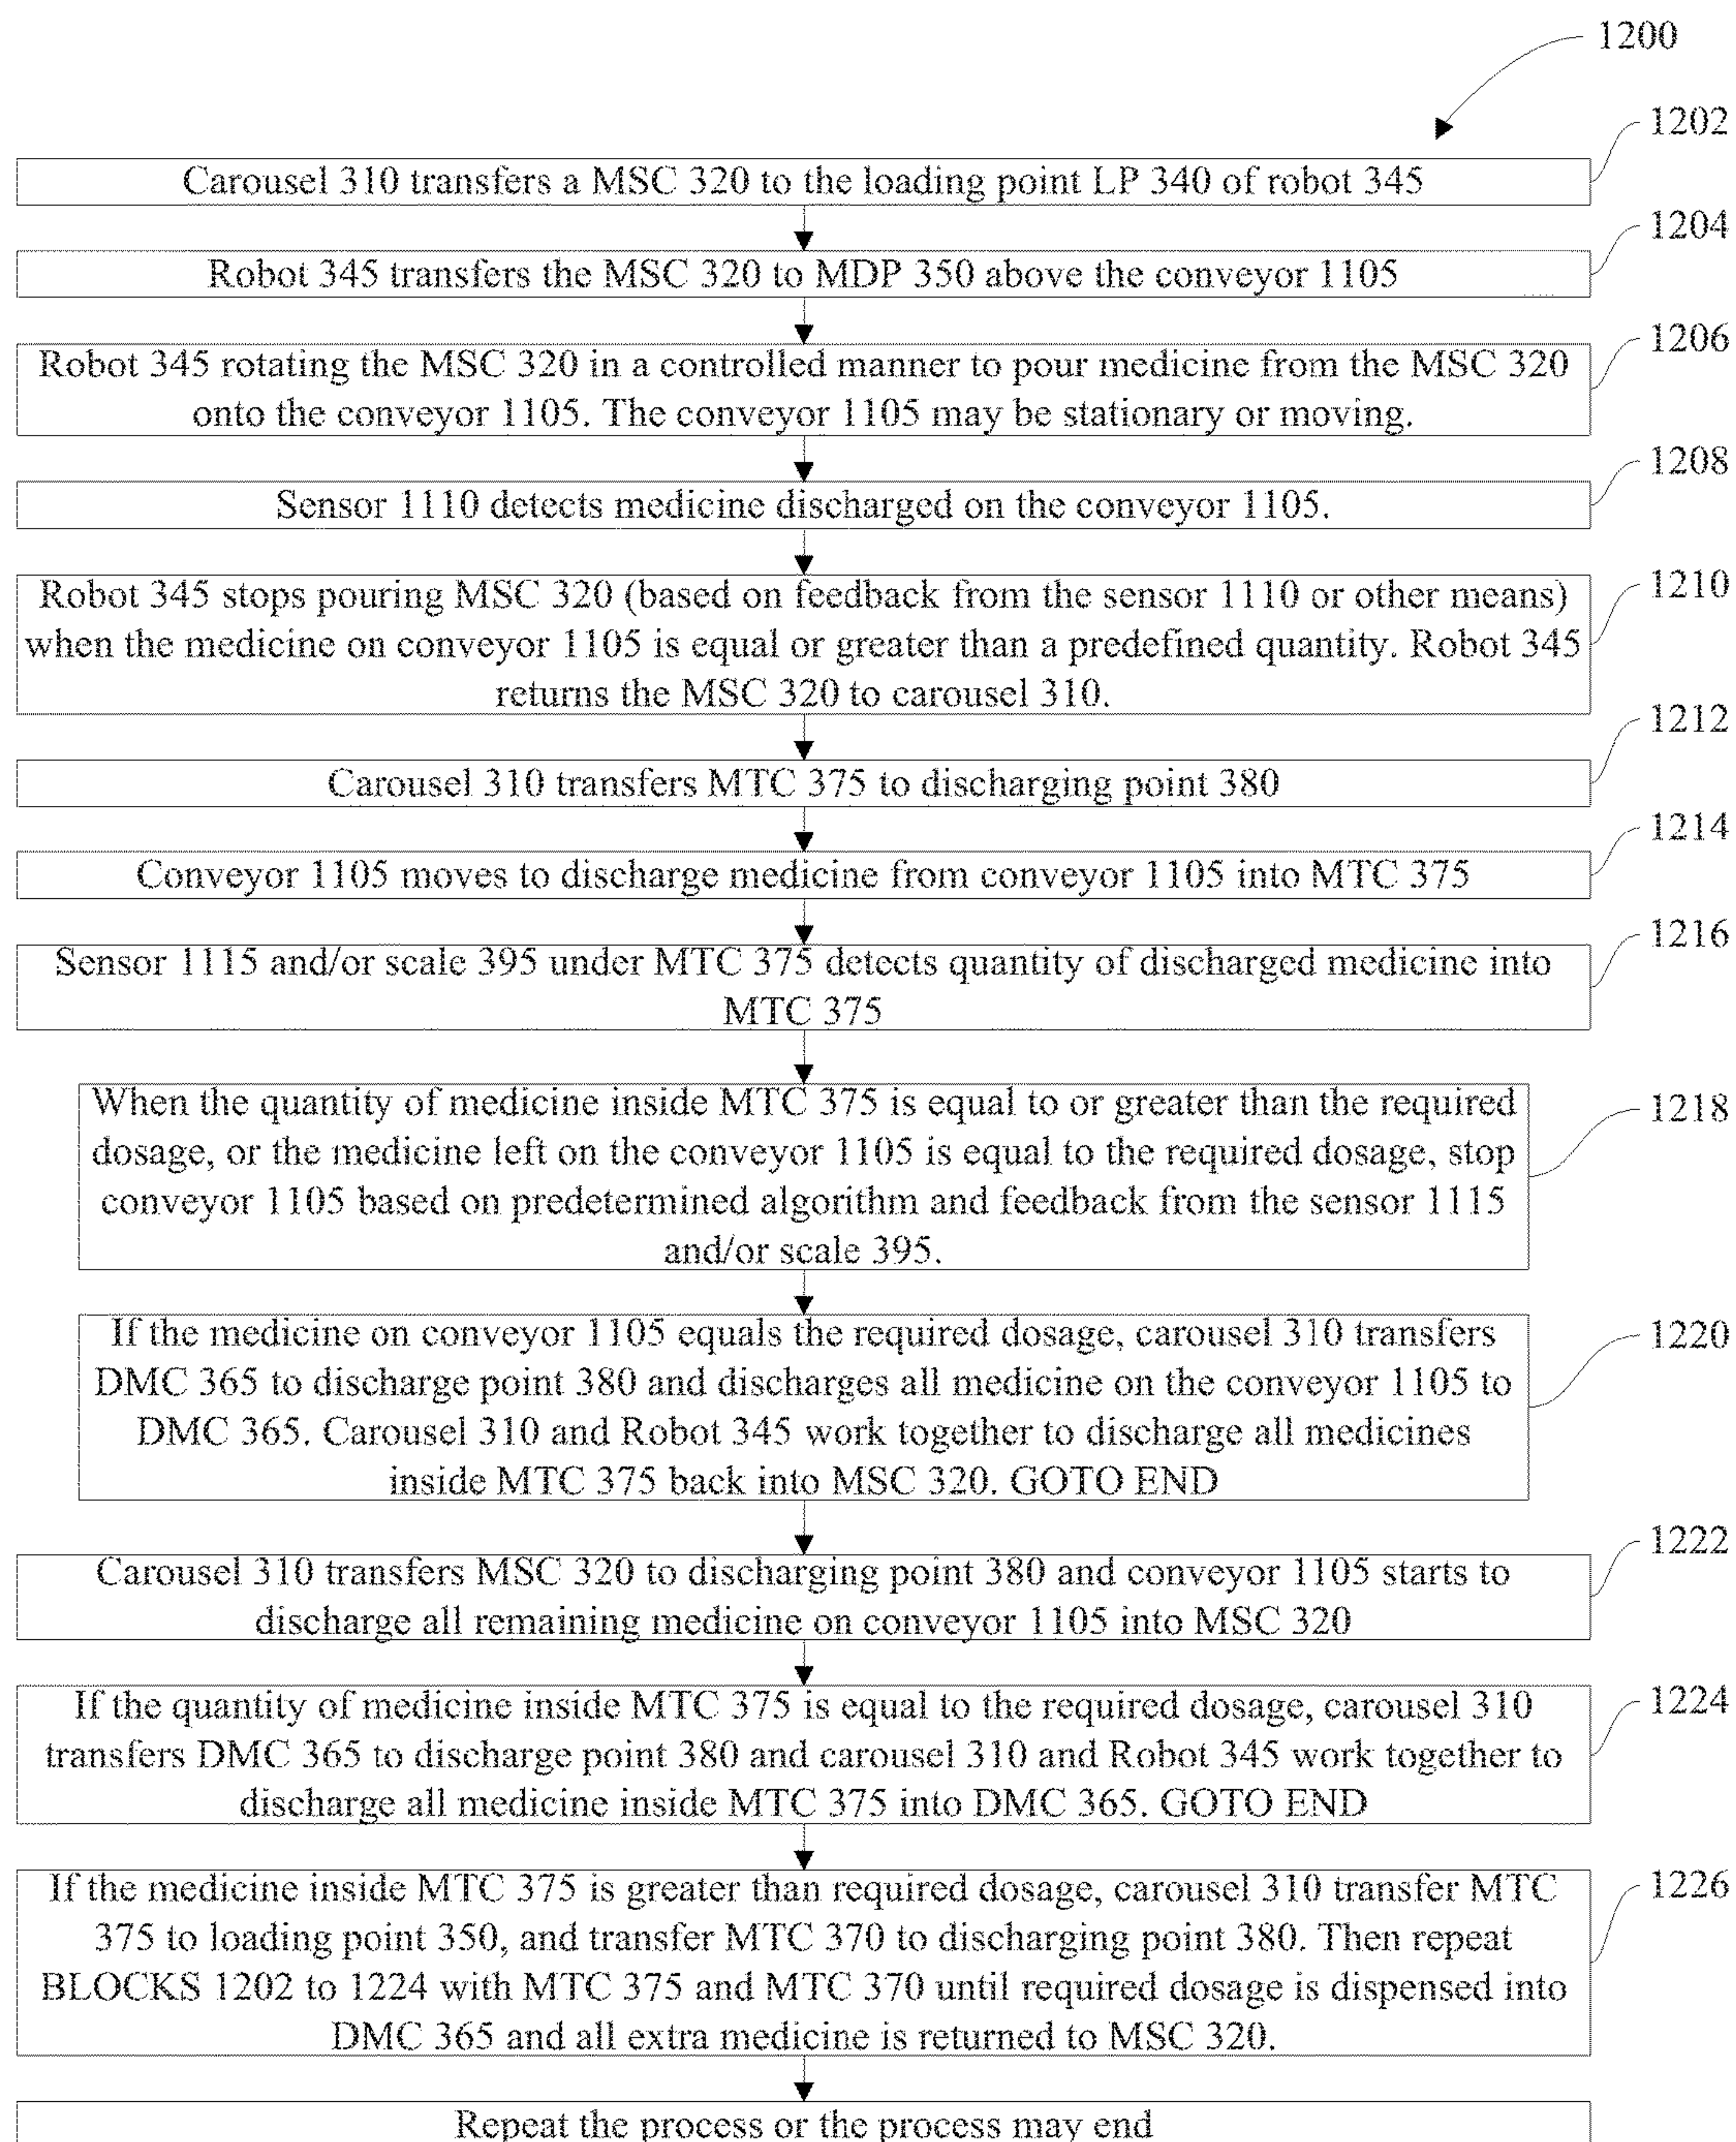 1200
1202
Carousel 310 transfers a MSC 320 to the loading point LP 340 of robot 345
1204
Robot 345 transfers the MSC 320 to MDP 350 above the conveyor 1105
1206
Robot 345 rotating the MSC 320 in a controlled manner to pour medicine from the MSC 320
onto the conveyor 1105. The conveyor 1105 may be stationary or moving.
1208
Sensor 1110 detects medicine discharged on the conveyor 1105.
1210
Robot 345 stops pouring MSC 320 (based on feedback from the sensor 1110 or other means)
when the medicine on conveyor 1105 is equal or greater than a predefined quantity. Robot 345
returns the MSC 320 to carousel 310.
1212
Carousel 310 transfers MTC 375 to discharging point 380
1214
Conveyor 1105 moves to discharge medicine from conveyor 1105 into MTC 375
1216
Sensor 1115 and/or scale 395 under MTC 375 detects quantity of discharged medicine into
MTC 375
1218
When the quantity of medicine inside MTC 375 is equal to or greater than the required
dosage, or the medicine left on the conveyor 1105 is equal to the required dosage, stop
conveyor 1105 based on predetermined algorithm and feedback from the sensor 1115
and/or scale 395.
1220
If the medicine on conveyor 1105 equals the required dosage, carousel 310 transfers
DMC 365 to discharge point 380 and discharges all medicine on the conveyor 1105 to
DMC 365. Carousel 310 and Robot 345 work together to discharge all medicines
inside MTC 375 back into MSC 320. GOTO END
1222
Carousel 310 transfers MSC 320 to discharging point 380 and conveyor 1105 starts to
discharge all remaining medicine on conveyor 1105 into MSC 320
1224
If the quantity of medicine inside MTC 375 is equal to the required dosage, carousel 310
transfers DMC 365 to discharge point 380 and carousel 310 and Robot 345 work together to
discharge all medicine inside MTC 375 into DMC 365. GOTO END
1226
If the medicine inside MTC 375 is greater than required dosage, carousel 310 transfer MTC
375 to loading point 350, and transfer MTC 370 to discharging point 380. Then repeat
BLOCKS 1202 to 1224 with MTC 375 and MTC 370 until required dosage is dispensed into
DMC 365 and all extra medicine is returned to MSC 320.
Repeat the process or the process may end